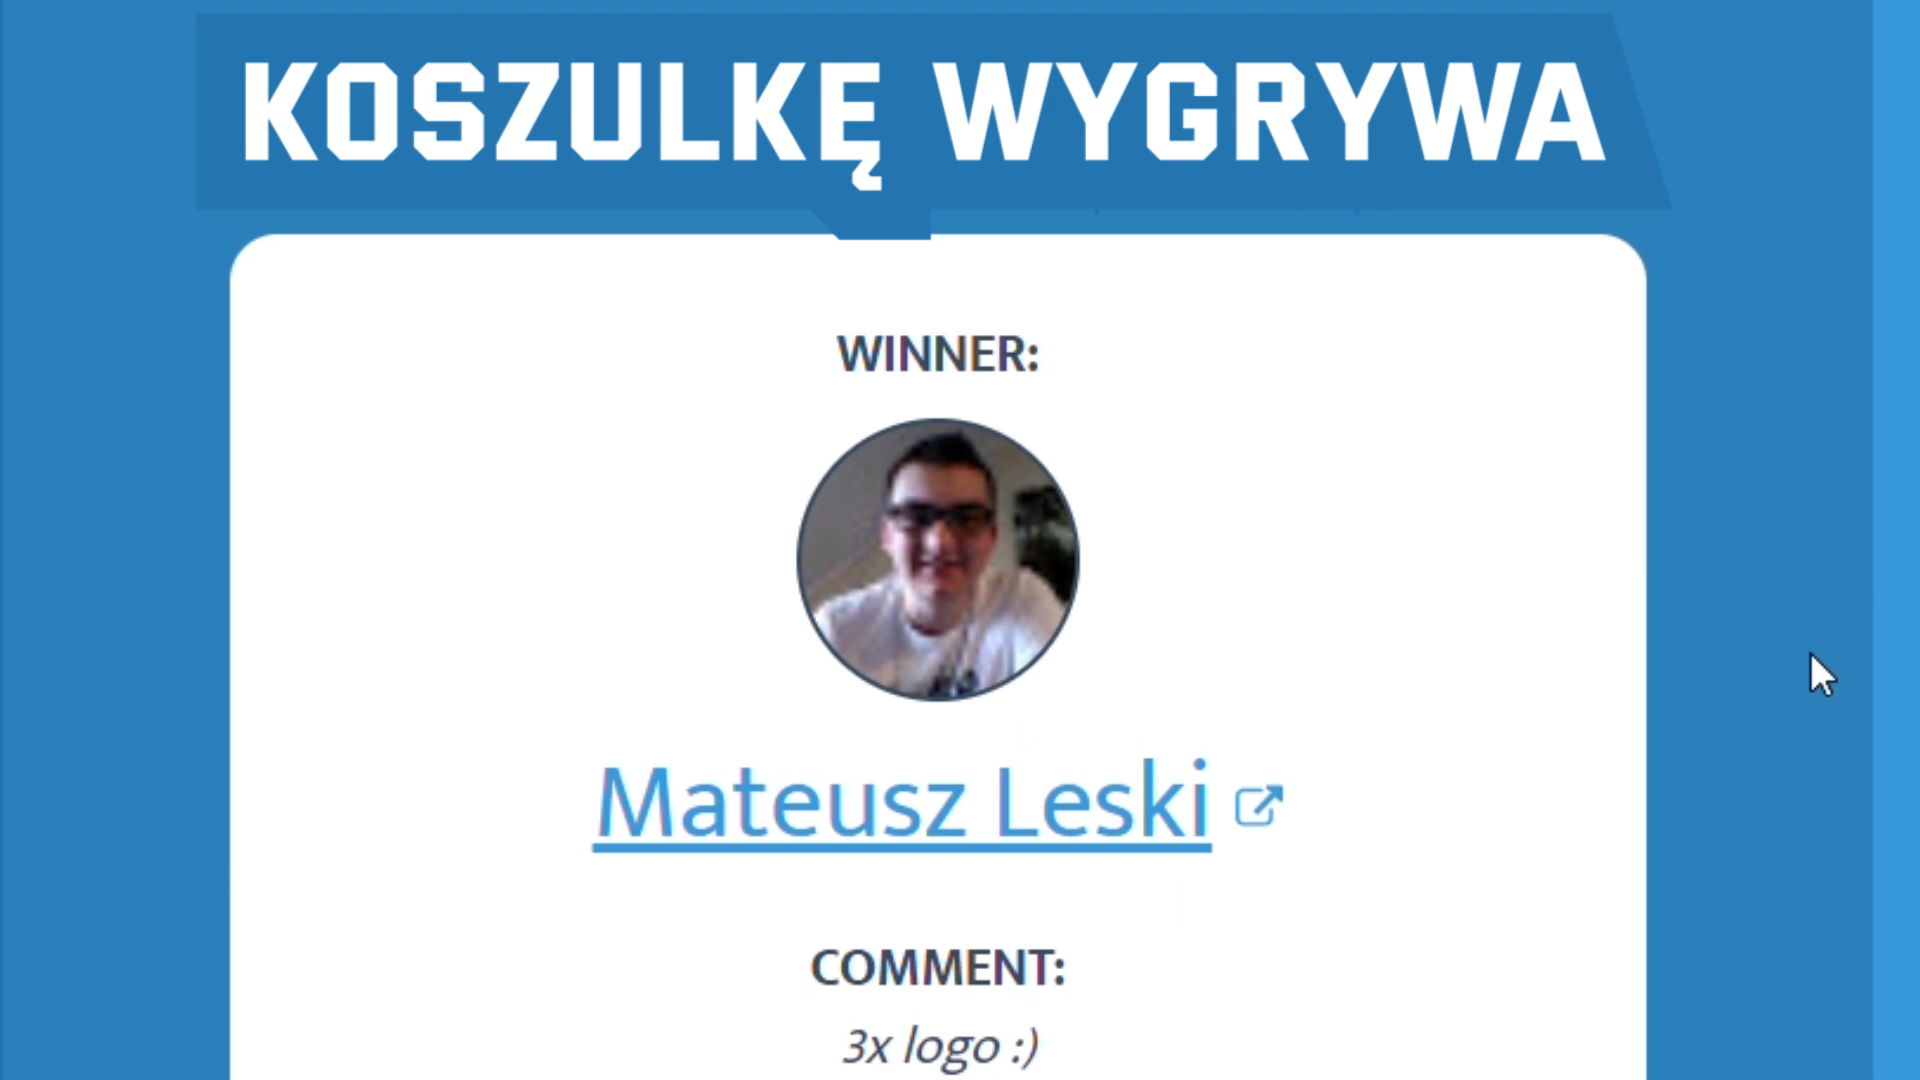 KOSZULKĘ WYGRYWA
WINNER:
Mateusz Leski
COMMENT:
3x logo :)